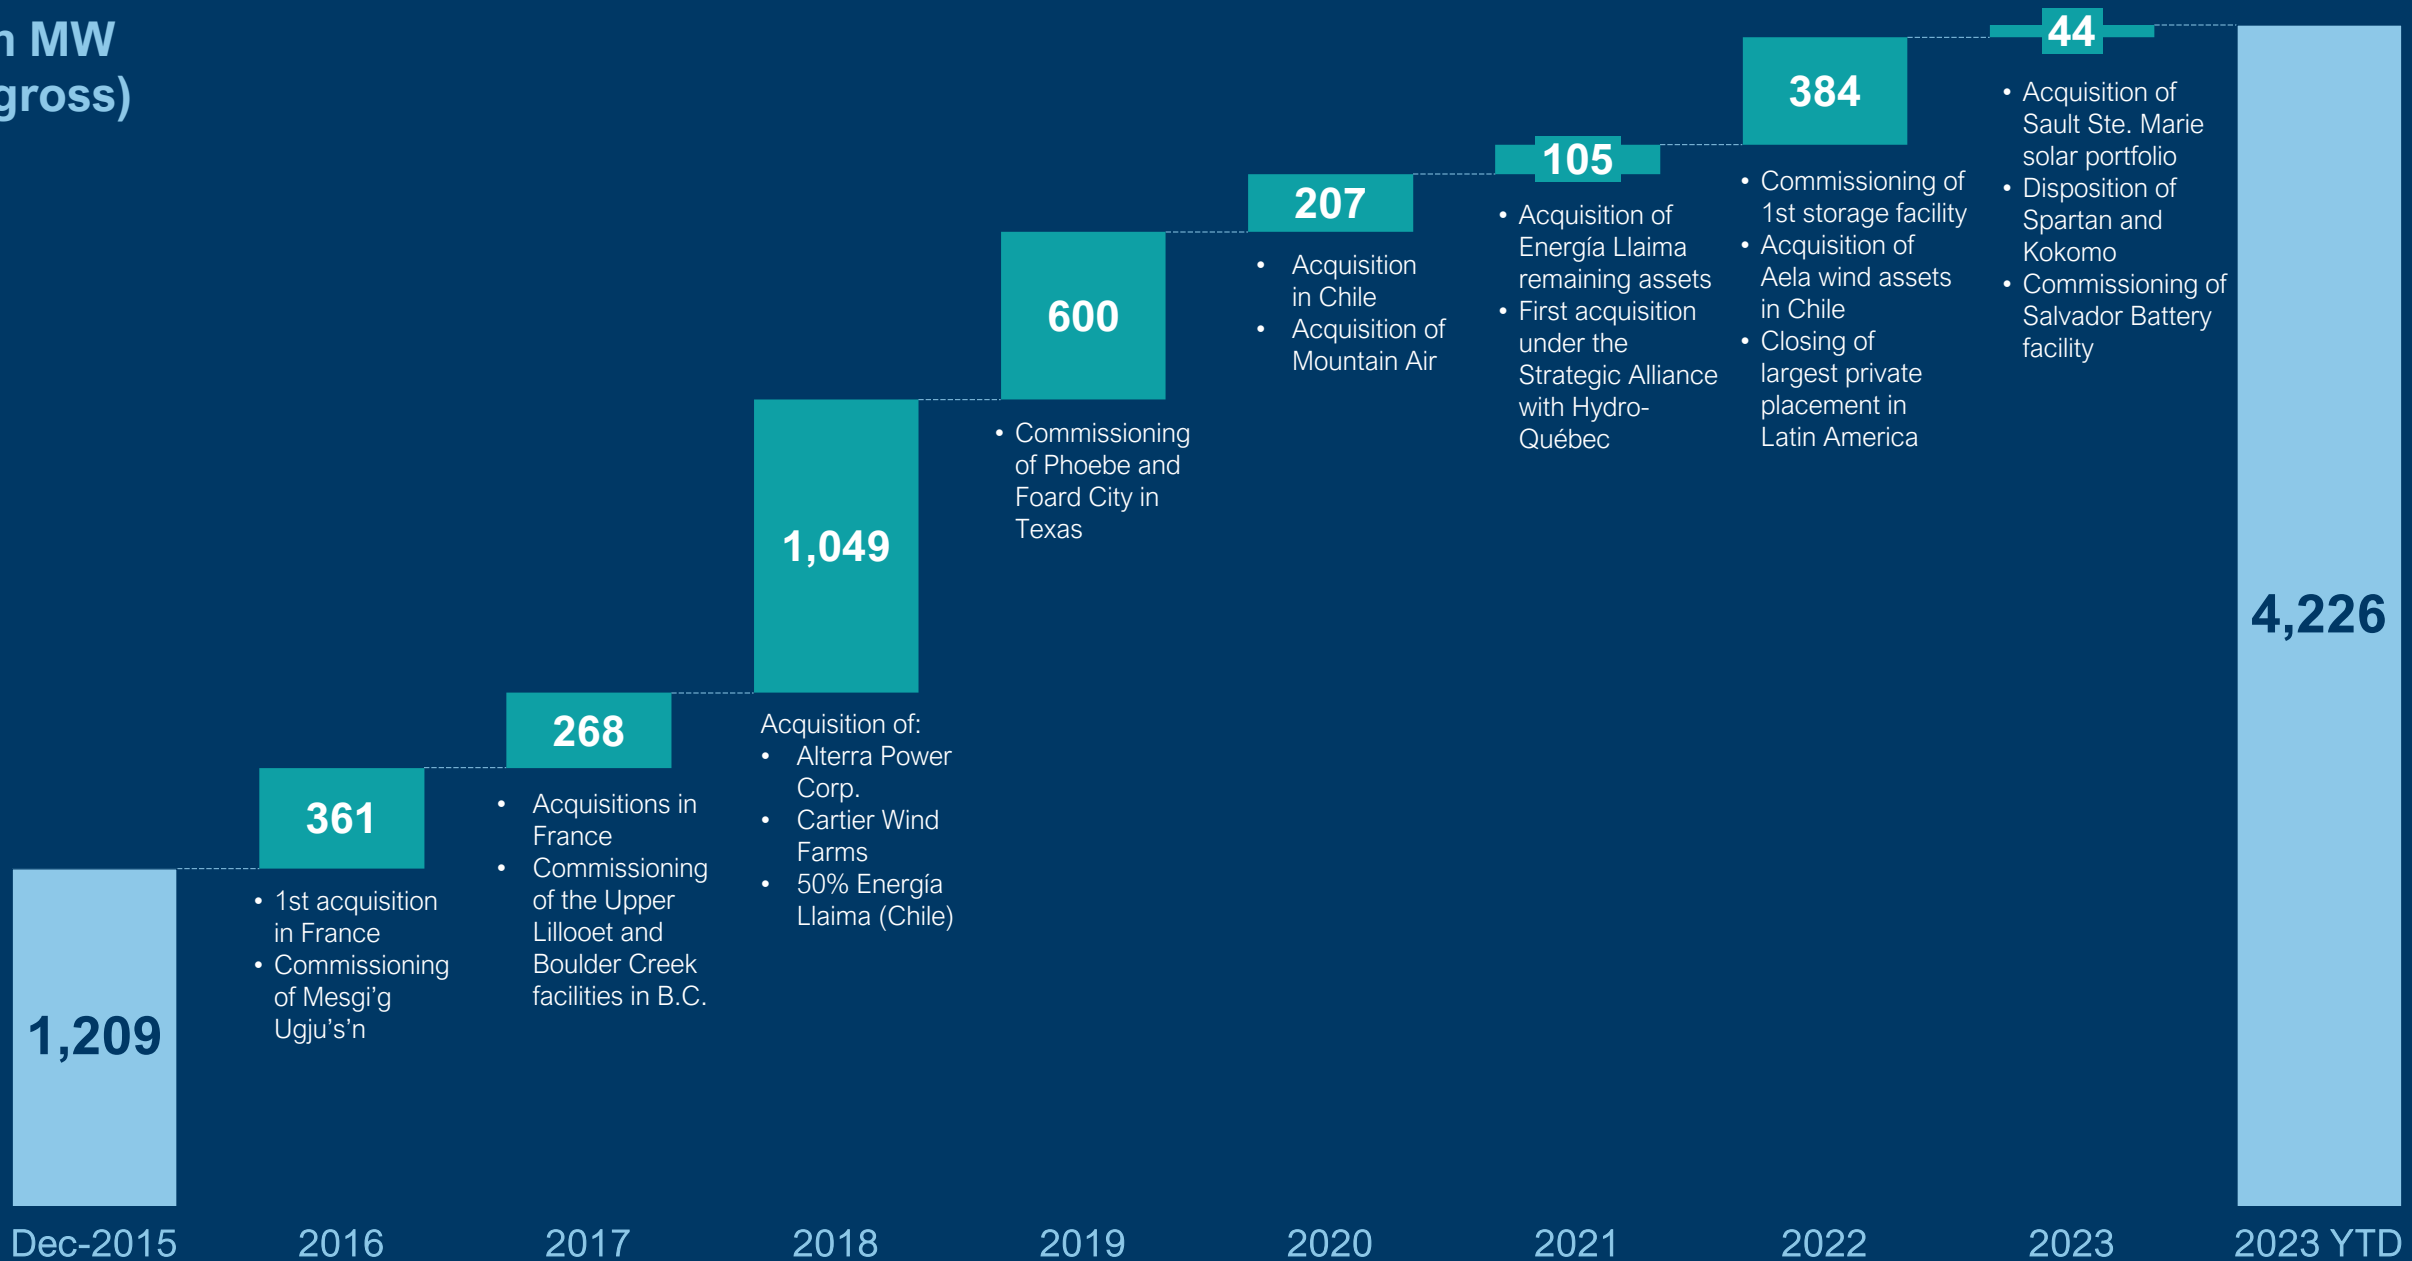 n MW
gross)
1,209
361
• 1st acquisition
in France
• Commissioning
of Mesgi’g
Ugju’s’n
268
• Acquisitions in
France
• Commissioning
of the Upper
Lillooet and
Boulder Creek
facilities in B.C.
1,049
Acquisition of:
• Alterra Power
Corp.
• Cartier Wind
Farms
• 50% Energía
Llaima (Chile)
600
• Commissioning
of Phoebe and
Foard City in
Texas
207
• Acquisition
in Chile
• Acquisition of
Mountain Air
105
• Acquisition of
Energía Llaima
remaining assets
• First acquisition
under the
Strategic Alliance
with Hydro-
Québec
384
• Commissioning of
1st storage facility
• Acquisition of
Aela wind assets
in Chile
• Closing of
largest private
placement in
Latin America
44
• Acquisition of
Sault Ste. Marie
solar portfolio
• Disposition of
Spartan and
Kokomo
• Commissioning of
Salvador Battery
facility
4,226
Dec-2015 2016 2017 2018 2019 2020 2021 2022 2023 2023 YTD